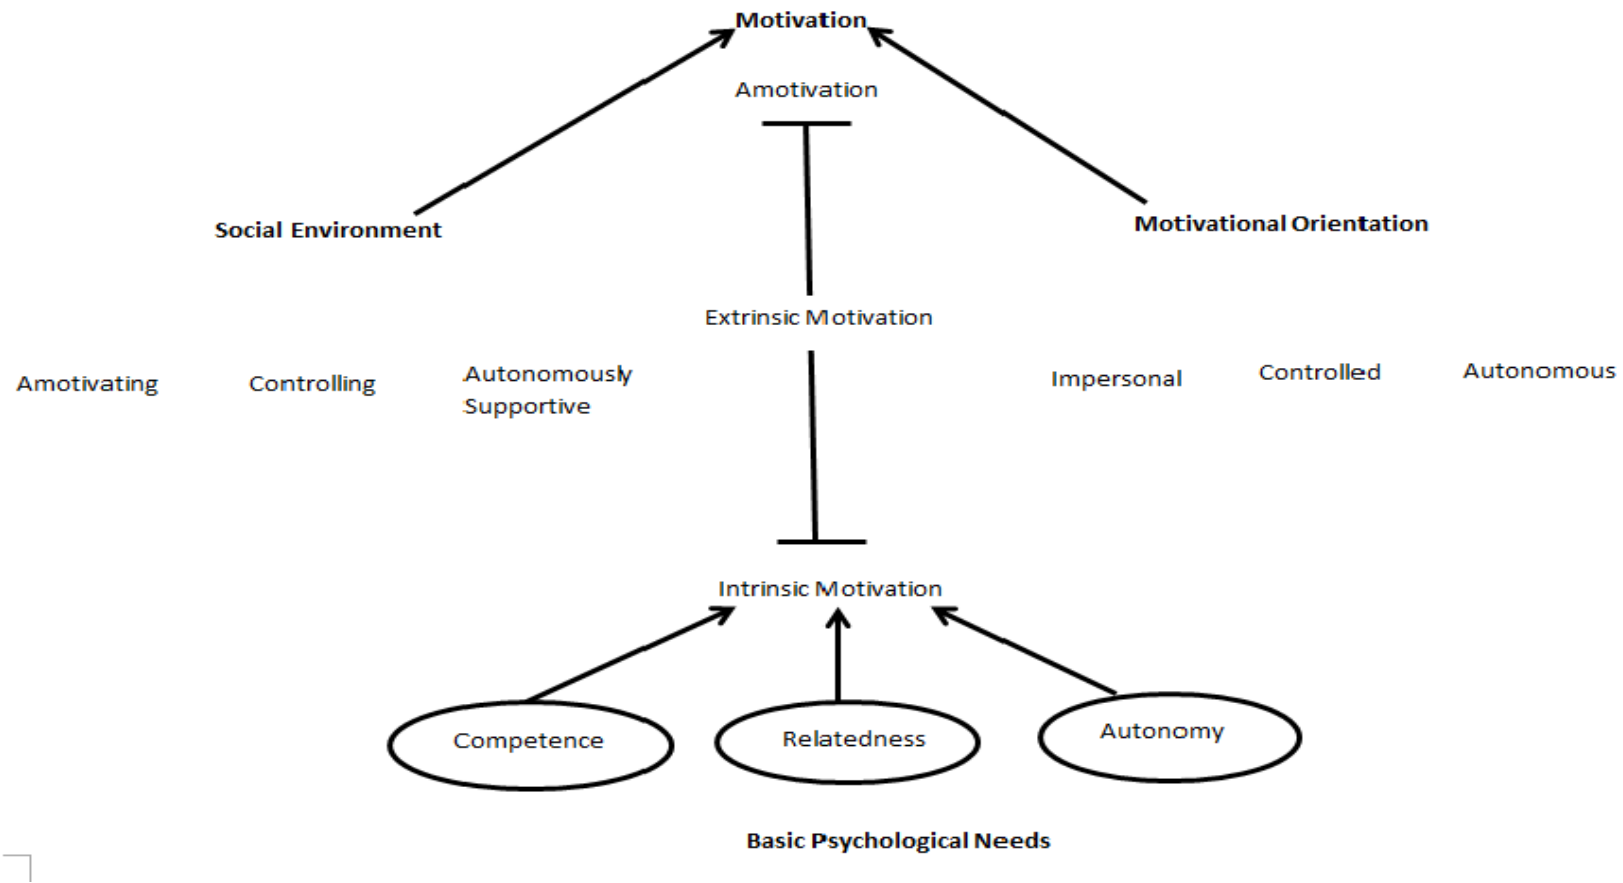 Motivation
Amotivation
Social Environment
Motivational Orientation
Extrinsic Motivation
Amotivating
Controlling
Autonomously
Supportive
Impersonal
Controlled
Autonomous
Intrinsic Motivation
Competence
Relatedness
Autonomy
Basic Psychological Needs